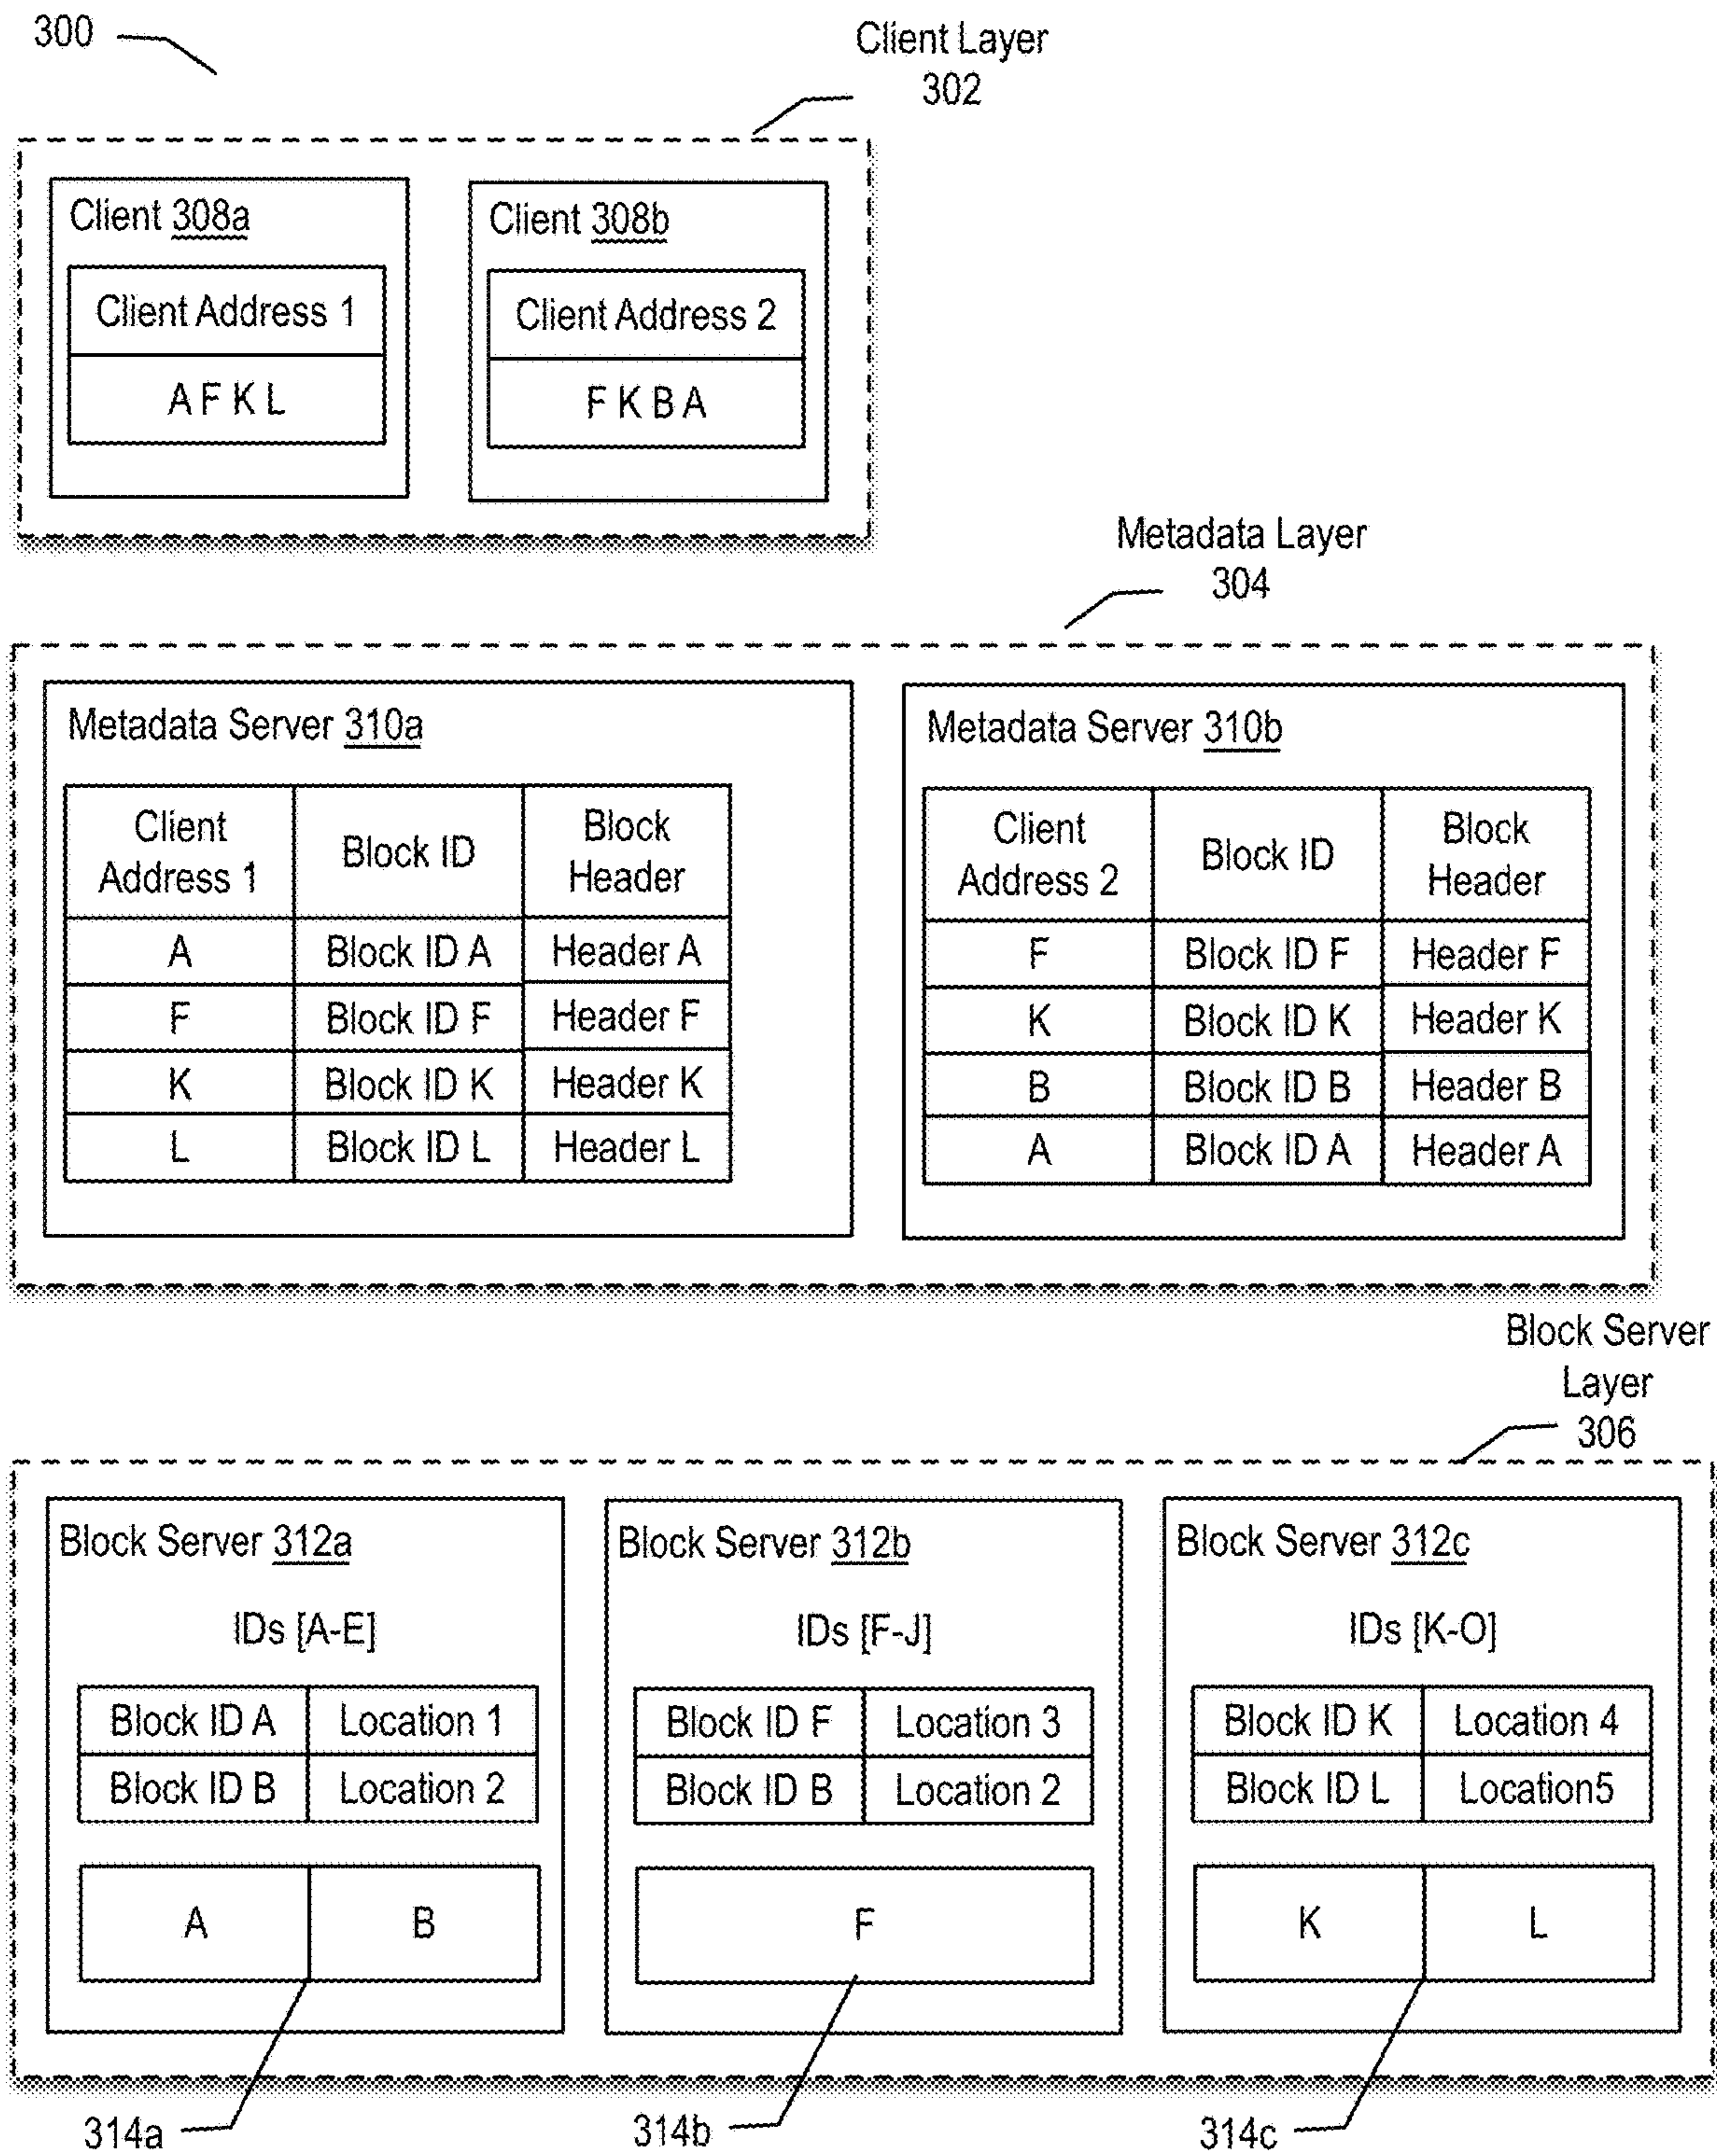 300
Client Layer
302
Client 308a
Client Address 1
A F K L
Client 308b
Client Address 2
F K B A
Metadata Layer
304
Metadata Server 310a
Client
Address 1
Block ID
Block
Header
A
Block ID A
Header A
F
Block ID F
Header F
K
Block ID K
Header K
L
Block ID L
Header L
Metadata Server 310b
Client
Address 2
Block ID
Block
Header
F
Block ID F
Header F
K
Block ID K
Header K
B
Block ID B
Header B
A
Block ID A
Header A
Block Server
Layer
306
Block Server 312a
IDs [A-E]
Block ID A
Location 1
Block ID B
Location 2
A
B
314a
Block Server 312b
IDs [F-J]
Block ID F
Location 3
Block ID B
Location 2
F
314b
Block Server 312c
IDs [K-O]
Block ID K
Location 4
Block ID L
Location5
K
L
314c